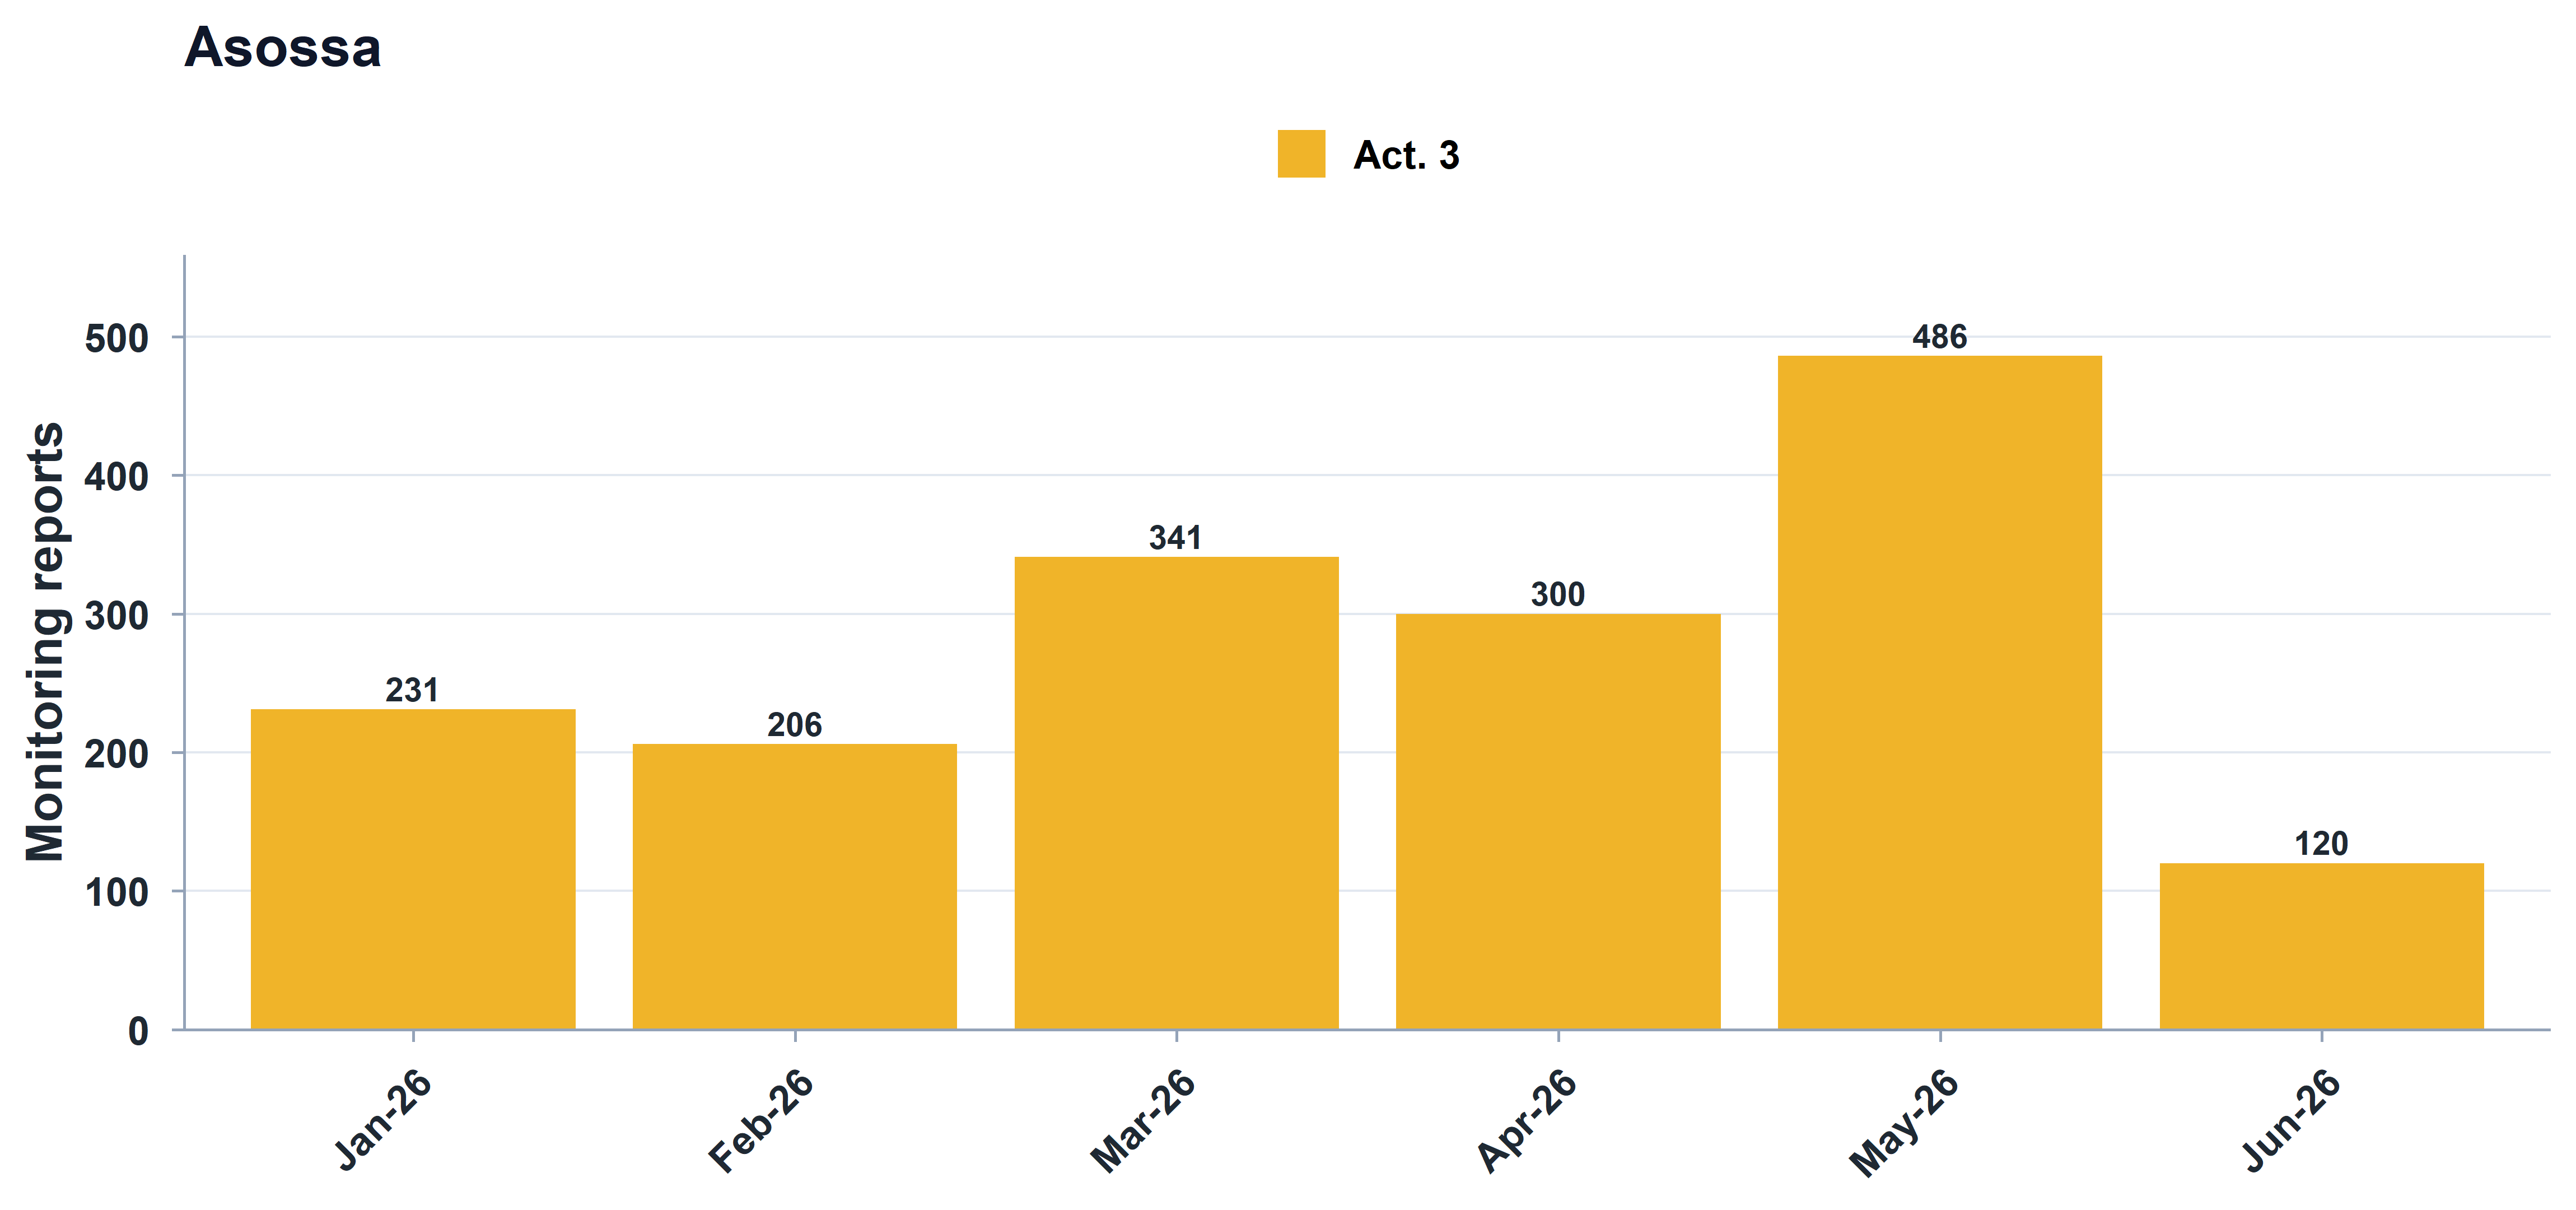 Asossa
Act. 3
Monitoring reports
500
400
300
200
100
0
231
206
341
300
486
120
Jan-26
Feb-26
Mar-26
Apr-26
May-26
Jun-26